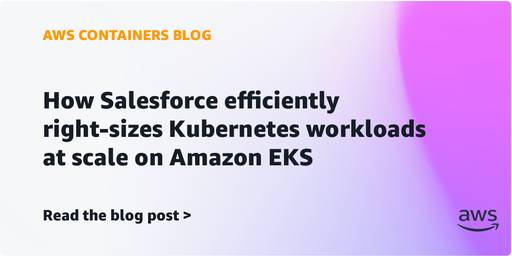 AWS CONTAINERS BLOG
How Salesforce efficiently
right-sizes Kubernetes workloads
at scale on Amazon EKS
Read the blog post >
aws